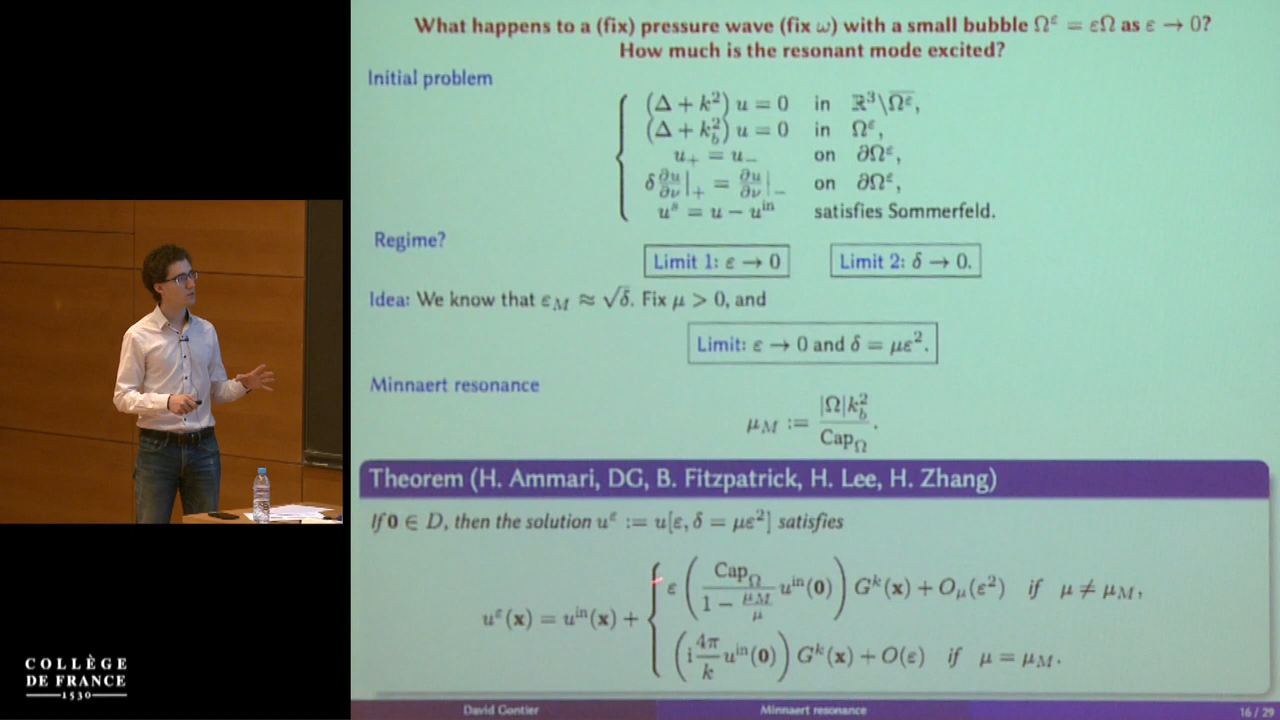 What happens to a (fix) pressure wave (fix ω) with a small bubble Ω^ε = εΩ as ε → 0?
How much is the resonant mode excited?
Initial problem
(Δ + k²) u = 0 in ℝ³\Ω̅^ε,
(Δ + k_b²) u = 0 in Ω^ε,
u₊ = u₋ on ∂Ω^ε,
δ ∂u/∂ν|₊ = ∂u/∂ν|₋ on ∂Ω^ε,
u^s = u − u^in satisfies Sommerfeld.
Regime?
Limit 1: ε → 0 Limit 2: δ → 0.
Idea: We know that ε_M ≈ √δ. Fix μ > 0, and
Limit: ε → 0 and δ = με².
Minnaert resonance
μ_M := |Ω|k_b² / Cap_Ω.
Theorem (H. Ammari, DG, B. Fitzpatrick, H. Lee, H. Zhang)
If 0 ∈ D, then the solution u^ε := u[ε, δ = με²] satisfies
u^ε(x) = u^in(x) + { ε (Cap_Ω / (1 − μ_M/μ) u^in(0)) G^k(x) + O_μ(ε²) if μ ≠ μ_M,
(i 4π/k u^in(0)) G^k(x) + O(ε) if μ = μ_M.
COLLÈGE
DE FRANCE
1530
David Gontier Minnaert resonance 16 / 29